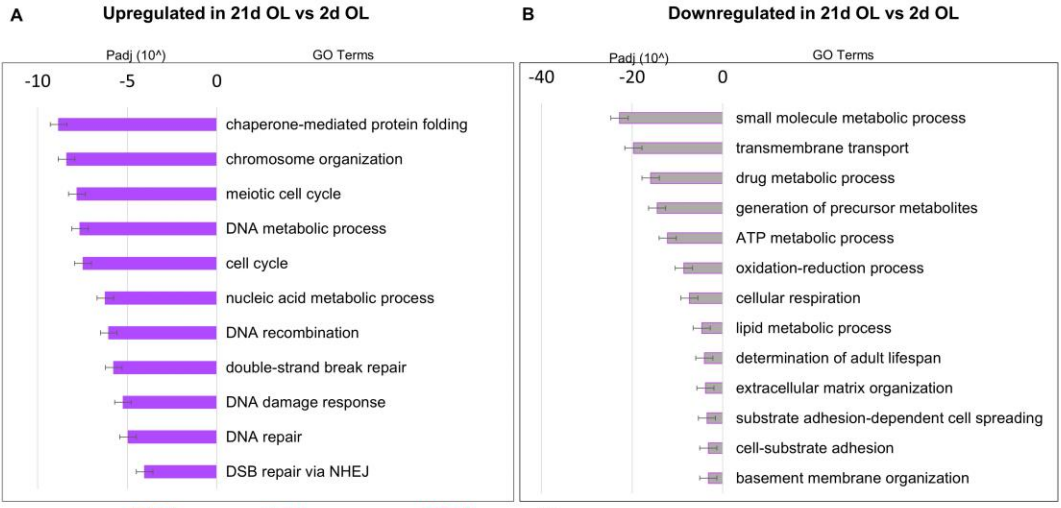 A
Upregulated in 21d OL vs 2d OL
Padj (10^)
GO Terms
-10
-5
0
chaperone-mediated protein folding
chromosome organization
meiotic cell cycle
DNA metabolic process
cell cycle
nucleic acid metabolic process
DNA recombination
double-strand break repair
DNA damage response
DNA repair
DSB repair via NHEJ
B
Downregulated in 21d OL vs 2d OL
Padj (10^)
GO Terms
-40
-20
0
small molecule metabolic process
transmembrane transport
drug metabolic process
generation of precursor metabolites
ATP metabolic process
oxidation-reduction process
cellular respiration
lipid metabolic process
determination of adult lifespan
extracellular matrix organization
substrate adhesion-dependent cell spreading
cell-substrate adhesion
basement membrane organization